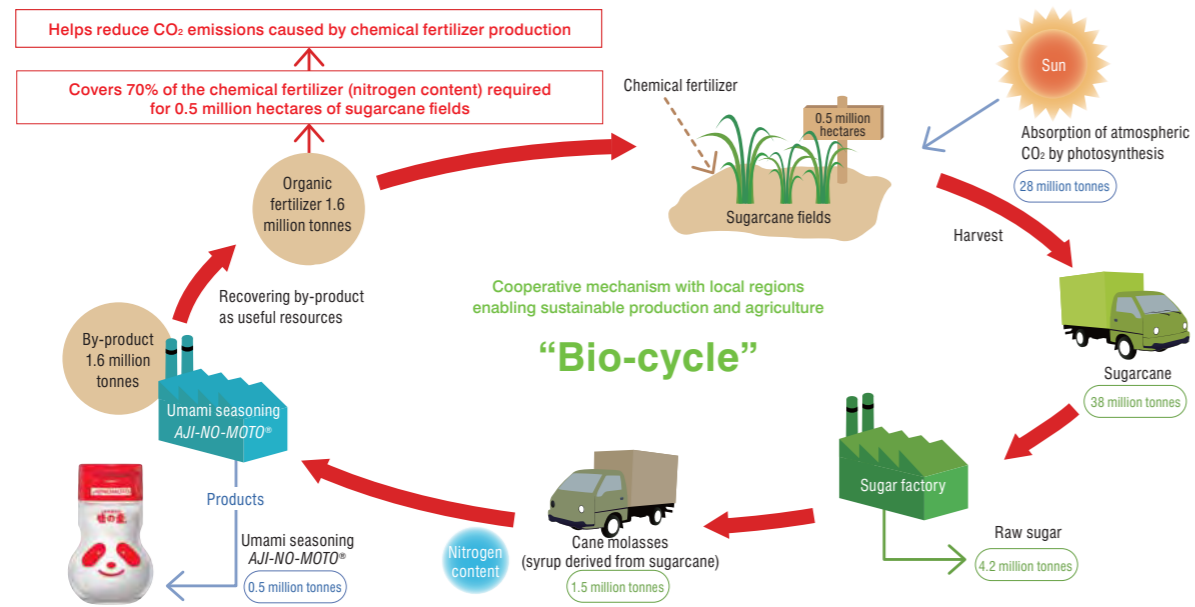 Helps reduce CO₂ emissions caused by chemical fertilizer production
Covers 70% of the chemical fertilizer (nitrogen content) required
for 0.5 million hectares of sugarcane fields
Organic
fertilizer 1.6
million tonnes
Chemical fertilizer
0.5 million
hectares
Sugarcane fields
Sun
Absorption of atmospheric
CO₂ by photosynthesis
28 million tonnes
Harvest
Sugarcane
38 million tonnes
Sugar factory
Raw sugar
4.2 million tonnes
Cane molasses
(syrup derived from sugarcane)
1.5 million tonnes
Nitrogen
content
Umami seasoning
AJI-NO-MOTO®
Products
Umami seasoning
AJI-NO-MOTO®
0.5 million tonnes
味の素
By-product
1.6 million
tonnes
Recovering by-product
as useful resources
Cooperative mechanism with local regions
enabling sustainable production and agriculture
“Bio-cycle”